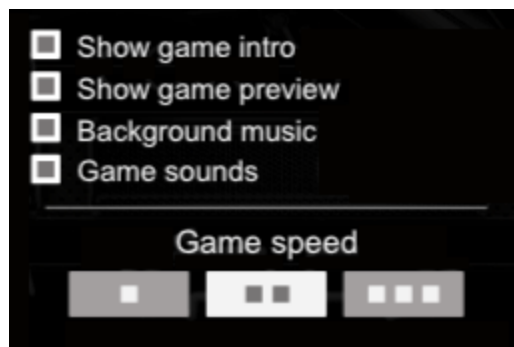 Show game intro
Show game preview
Background music
Game sounds
Game speed